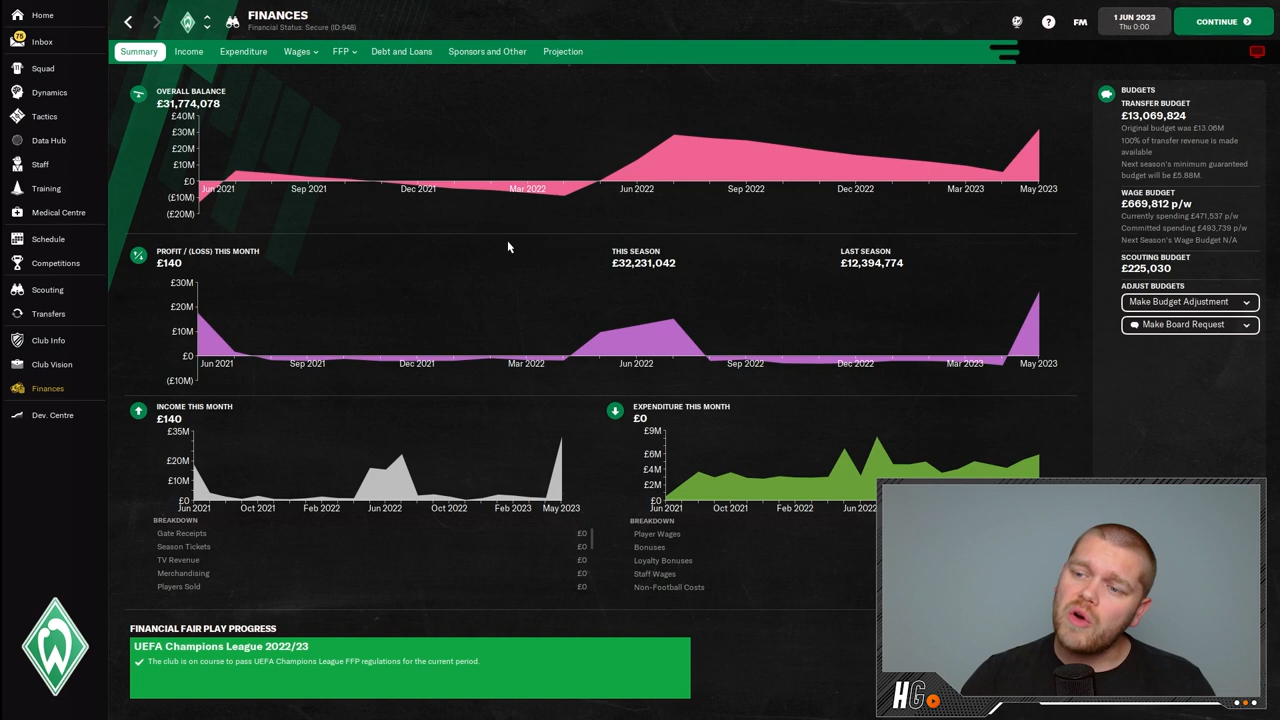 Home
75
Inbox
Squad
Dynamics
Tactics
Data Hub
Staff
Training
Medical Centre
Schedule
Competitions
Scouting
Transfers
Club Info
Club Vision
Finances
Dev. Centre
FINANCES
Financial Status: Secure (ID:948)
?
FM
1 JUN 2023
Thu 0:00
CONTINUE
Summary
Income
Expenditure
Wages
FFP
Debt and Loans
Sponsors and Other
Projection
OVERALL BALANCE
£31,774,078
£40M
£30M
£20M
£10M
£0
(£20M)
Jun 2021 Sep 2021 Dec 2021 Mar 2022 Jun 2022 Sep 2022 Dec 2022 Mar 2023 May 2023
PROFIT / (LOSS) THIS MONTH
£140
THIS SEASON
£32,231,042
LAST SEASON
£12,394,774
£30M
£20M
£10M
£0
(£10M)
Jun 2021 Sep 2021 Dec 2021 Mar 2022 Jun 2022 Sep 2022 Dec 2022 Mar 2023 May 2023
INCOME THIS MONTH
£140
£35M
£20M
£10M
£0
Jun 2021 Oct 2021 Feb 2022 Jun 2022 Oct 2022 Feb 2023 May 2023
BREAKDOWN
Gate Receipts £0
Season Tickets £0
TV Revenue £0
Merchandising £0
Players Sold £0
EXPENDITURE THIS MONTH
£0
£9M
£6M
£4M
£2M
£0
Jun 2021 Oct 2021 Feb 2022 Jun 2022
BREAKDOWN
Player Wages
Bonuses
Loyalty Bonuses
Staff Wages
Non-Football Costs
FINANCIAL FAIR PLAY PROGRESS
UEFA Champions League 2022/23
The club is on course to pass UEFA Champions League FFP regulations for the current period.
BUDGETS
TRANSFER BUDGET
£13,069,824
Original budget was £13.06M
100% of transfer revenue is made
available
Next season's minimum guaranteed
budget will be £5.88M.
WAGE BUDGET
£669,812 p/w
Currently spending £471,537 p/w
Committed spending £493,739 p/w
Next Season's Wage Budget N/A
SCOUTING BUDGET
£225,030
ADJUST BUDGETS
Make Budget Adjustment
Make Board Request
HG
W